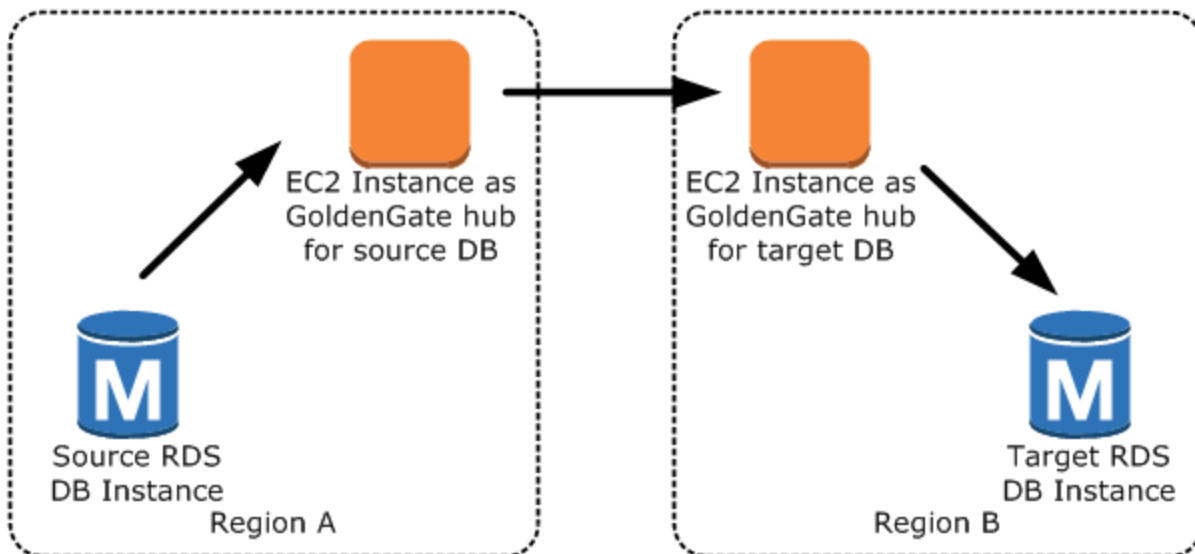 EC2 Instance as
GoldenGate hub
for source DB
EC2 Instance as
GoldenGate hub
for target DB
M
Source RDS
DB Instance
M
Target RDS
DB Instance
Region A
Region B